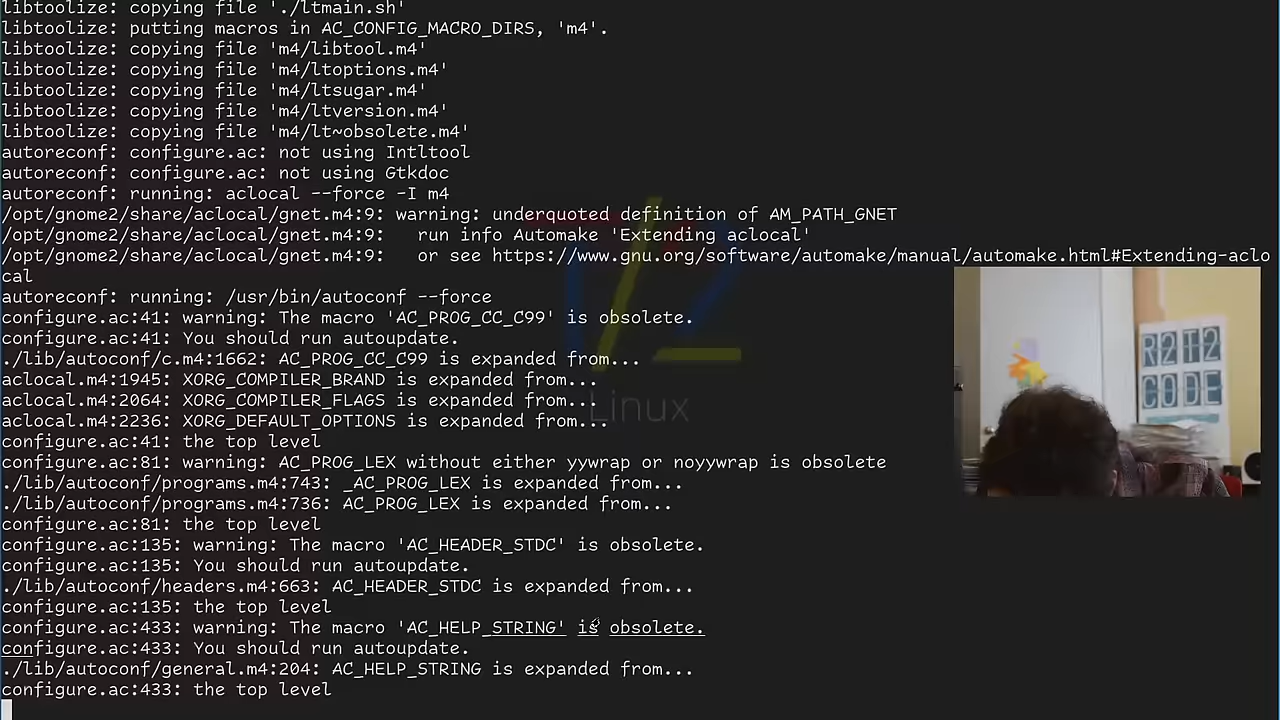 libtoolize: copying file './ltmain.sh'
libtoolize: putting macros in AC_CONFIG_MACRO_DIRS, 'm4'.
libtoolize: copying file 'm4/libtool.m4'
libtoolize: copying file 'm4/ltoptions.m4'
libtoolize: copying file 'm4/ltsugar.m4'
libtoolize: copying file 'm4/ltversion.m4'
libtoolize: copying file 'm4/lt~obsolete.m4'
autoreconf: configure.ac: not using Intltool
autoreconf: configure.ac: not using Gtkdoc
autoreconf: running: aclocal --force -I m4
/opt/gnome2/share/aclocal/gnet.m4:9: warning: underquoted definition of AM_PATH_GNET
/opt/gnome2/share/aclocal/gnet.m4:9:   run info Automake 'Extending aclocal'
/opt/gnome2/share/aclocal/gnet.m4:9:   or see https://www.gnu.org/software/automake/manual/automake.html#Extending-aclo
cal
autoreconf: running: /usr/bin/autoconf --force
configure.ac:41: warning: The macro 'AC_PROG_CC_C99' is obsolete.
configure.ac:41: You should run autoupdate.
./lib/autoconf/c.m4:1662: AC_PROG_CC_C99 is expanded from...
aclocal.m4:1945: XORG_COMPILER_BRAND is expanded from...
aclocal.m4:2064: XORG_COMPILER_FLAGS is expanded from...
aclocal.m4:2236: XORG_DEFAULT_OPTIONS is expanded from...
configure.ac:41: the top level
configure.ac:81: warning: AC_PROG_LEX without either yywrap or noyywrap is obsolete
./lib/autoconf/programs.m4:743: _AC_PROG_LEX is expanded from...
./lib/autoconf/programs.m4:736: AC_PROG_LEX is expanded from...
configure.ac:81: the top level
configure.ac:135: warning: The macro 'AC_HEADER_STDC' is obsolete.
configure.ac:135: You should run autoupdate.
./lib/autoconf/headers.m4:663: AC_HEADER_STDC is expanded from...
configure.ac:135: the top level
configure.ac:433: warning: The macro 'AC_HELP_STRING' is obsolete.
configure.ac:433: You should run autoupdate.
./lib/autoconf/general.m4:204: AC_HELP_STRING is expanded from...
configure.ac:433: the top level
Linux
R2T2
CODE